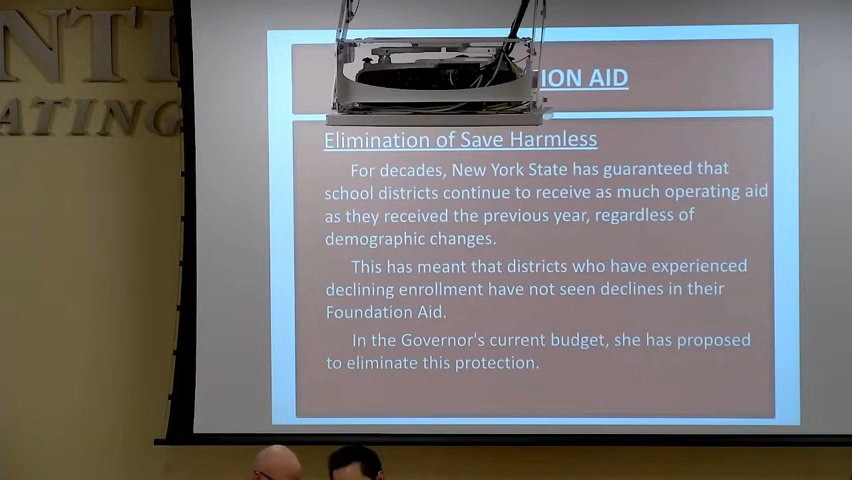 NT
ATING
ION AID
Elimination of Save Harmless
For decades, New York State has guaranteed that
school districts continue to receive as much operating aid
as they received the previous year, regardless of
demographic changes.
This has meant that districts who have experienced
declining enrollment have not seen declines in their
Foundation Aid.
In the Governor's current budget, she has proposed
to eliminate this protection.